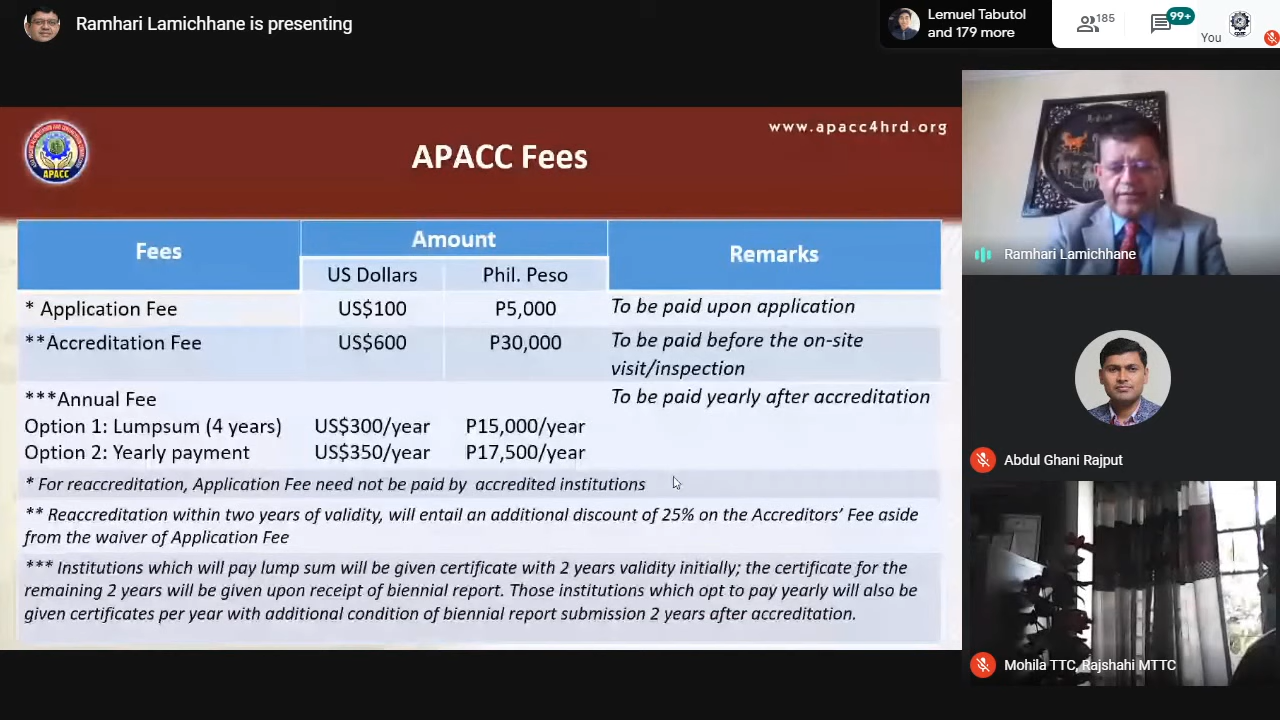 Ramhari Lamichhane is presenting
Lemuel Tabutol
and 179 more
185
99+
You
www.apacc4hrd.org
APACC
APACC Fees
Fees
Amount
Remarks
US Dollars
Phil. Peso
* Application Fee
US$100
P5,000
To be paid upon application
**Accreditation Fee
US$600
P30,000
To be paid before the on-site
visit/inspection
***Annual Fee
To be paid yearly after accreditation
Option 1: Lumpsum (4 years)
US$300/year
P15,000/year
Option 2: Yearly payment
US$350/year
P17,500/year
* For reaccreditation, Application Fee need not be paid by accredited institutions
** Reaccreditation within two years of validity, will entail an additional discount of 25% on the Accreditors’ Fee aside
from the waiver of Application Fee
*** Institutions which will pay lump sum will be given certificate with 2 years validity initially; the certificate for the
remaining 2 years will be given upon receipt of biennial report. Those institutions which opt to pay yearly will also be
given certificates per year with additional condition of biennial report submission 2 years after accreditation.
Ramhari Lamichhane
Abdul Ghani Rajput
Mohila TTC, Rajshahi MTTC